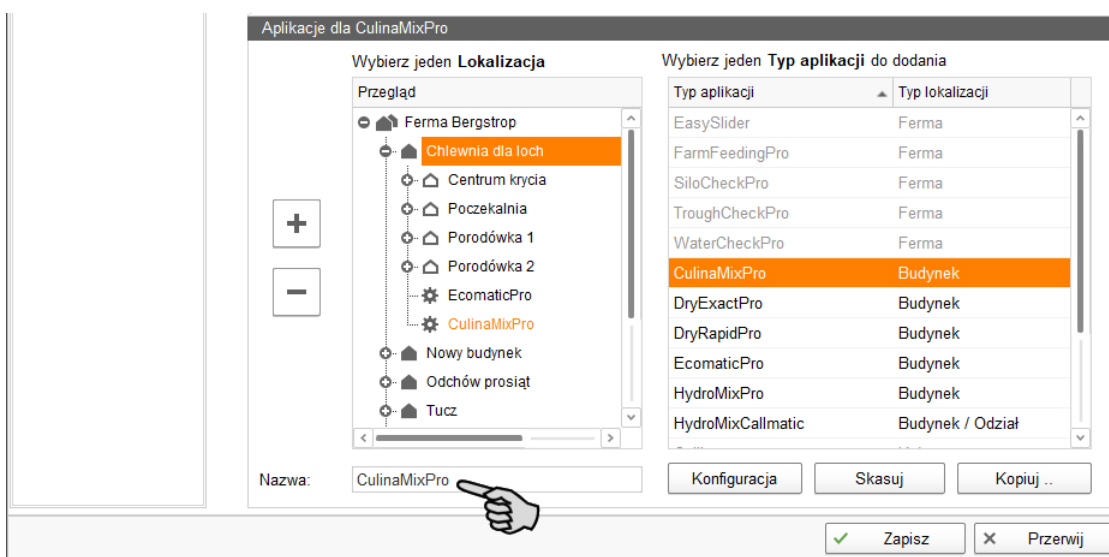 Aplikacje dla CulinaMixPro
Wybierz jeden Lokalizacja
Przegląd
Ferma Bergstrop
Chlewnia dla loch
Centrum krycia
Poczekalnia
Porodówka 1
Porodówka 2
EcomaticPro
CulinaMixPro
Nowy budynek
Odchów prosiąt
Tucz
Nazwa: CulinaMixPro
Wybierz jeden Typ aplikacji do dodania
Typ aplikacji Typ lokalizacji
EasySlider Ferma
FarmFeedingPro Ferma
SiloCheckPro Ferma
TroughCheckPro Ferma
WaterCheckPro Ferma
CulinaMixPro Budynek
DryExactPro Budynek
DryRapidPro Budynek
EcomaticPro Budynek
HydroMixPro Budynek
HydroMixCallmatic Budynek / Odział
Konfiguracja Skasuj Kopiuj ..
Zapisz Przerwij